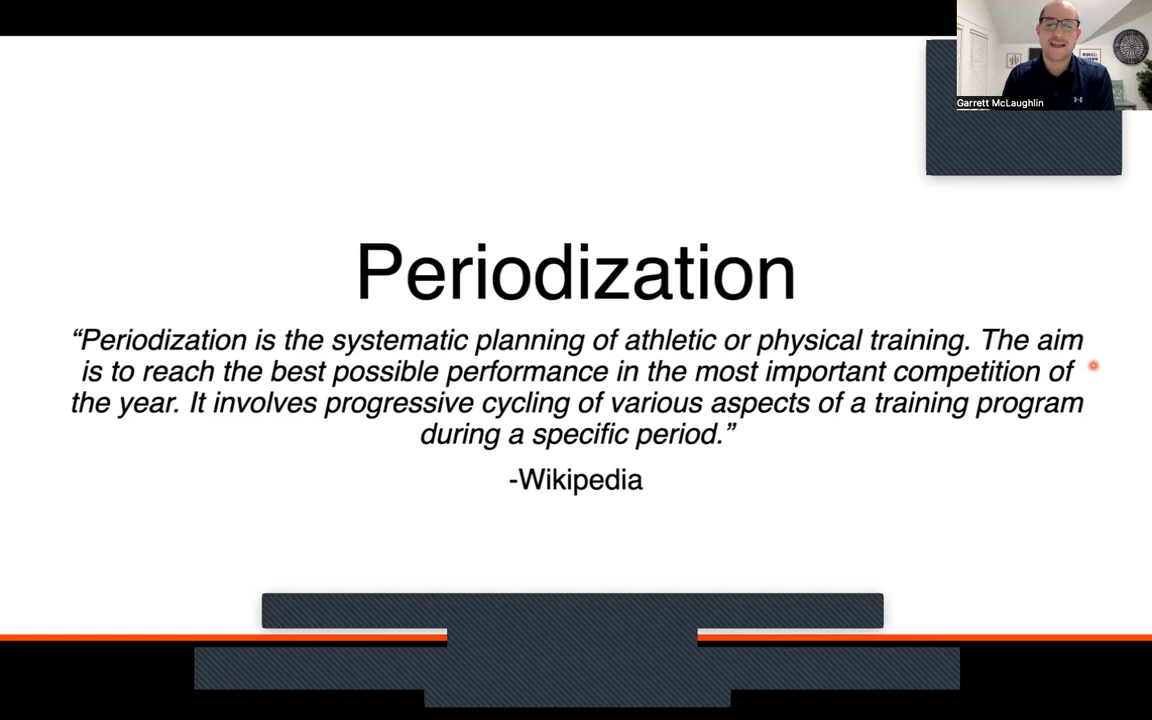 Garrett McLaughlin
Periodization
“Periodization is the systematic planning of athletic or physical training. The aim
is to reach the best possible performance in the most important competition of
the year. It involves progressive cycling of various aspects of a training program
during a specific period.”
-Wikipedia